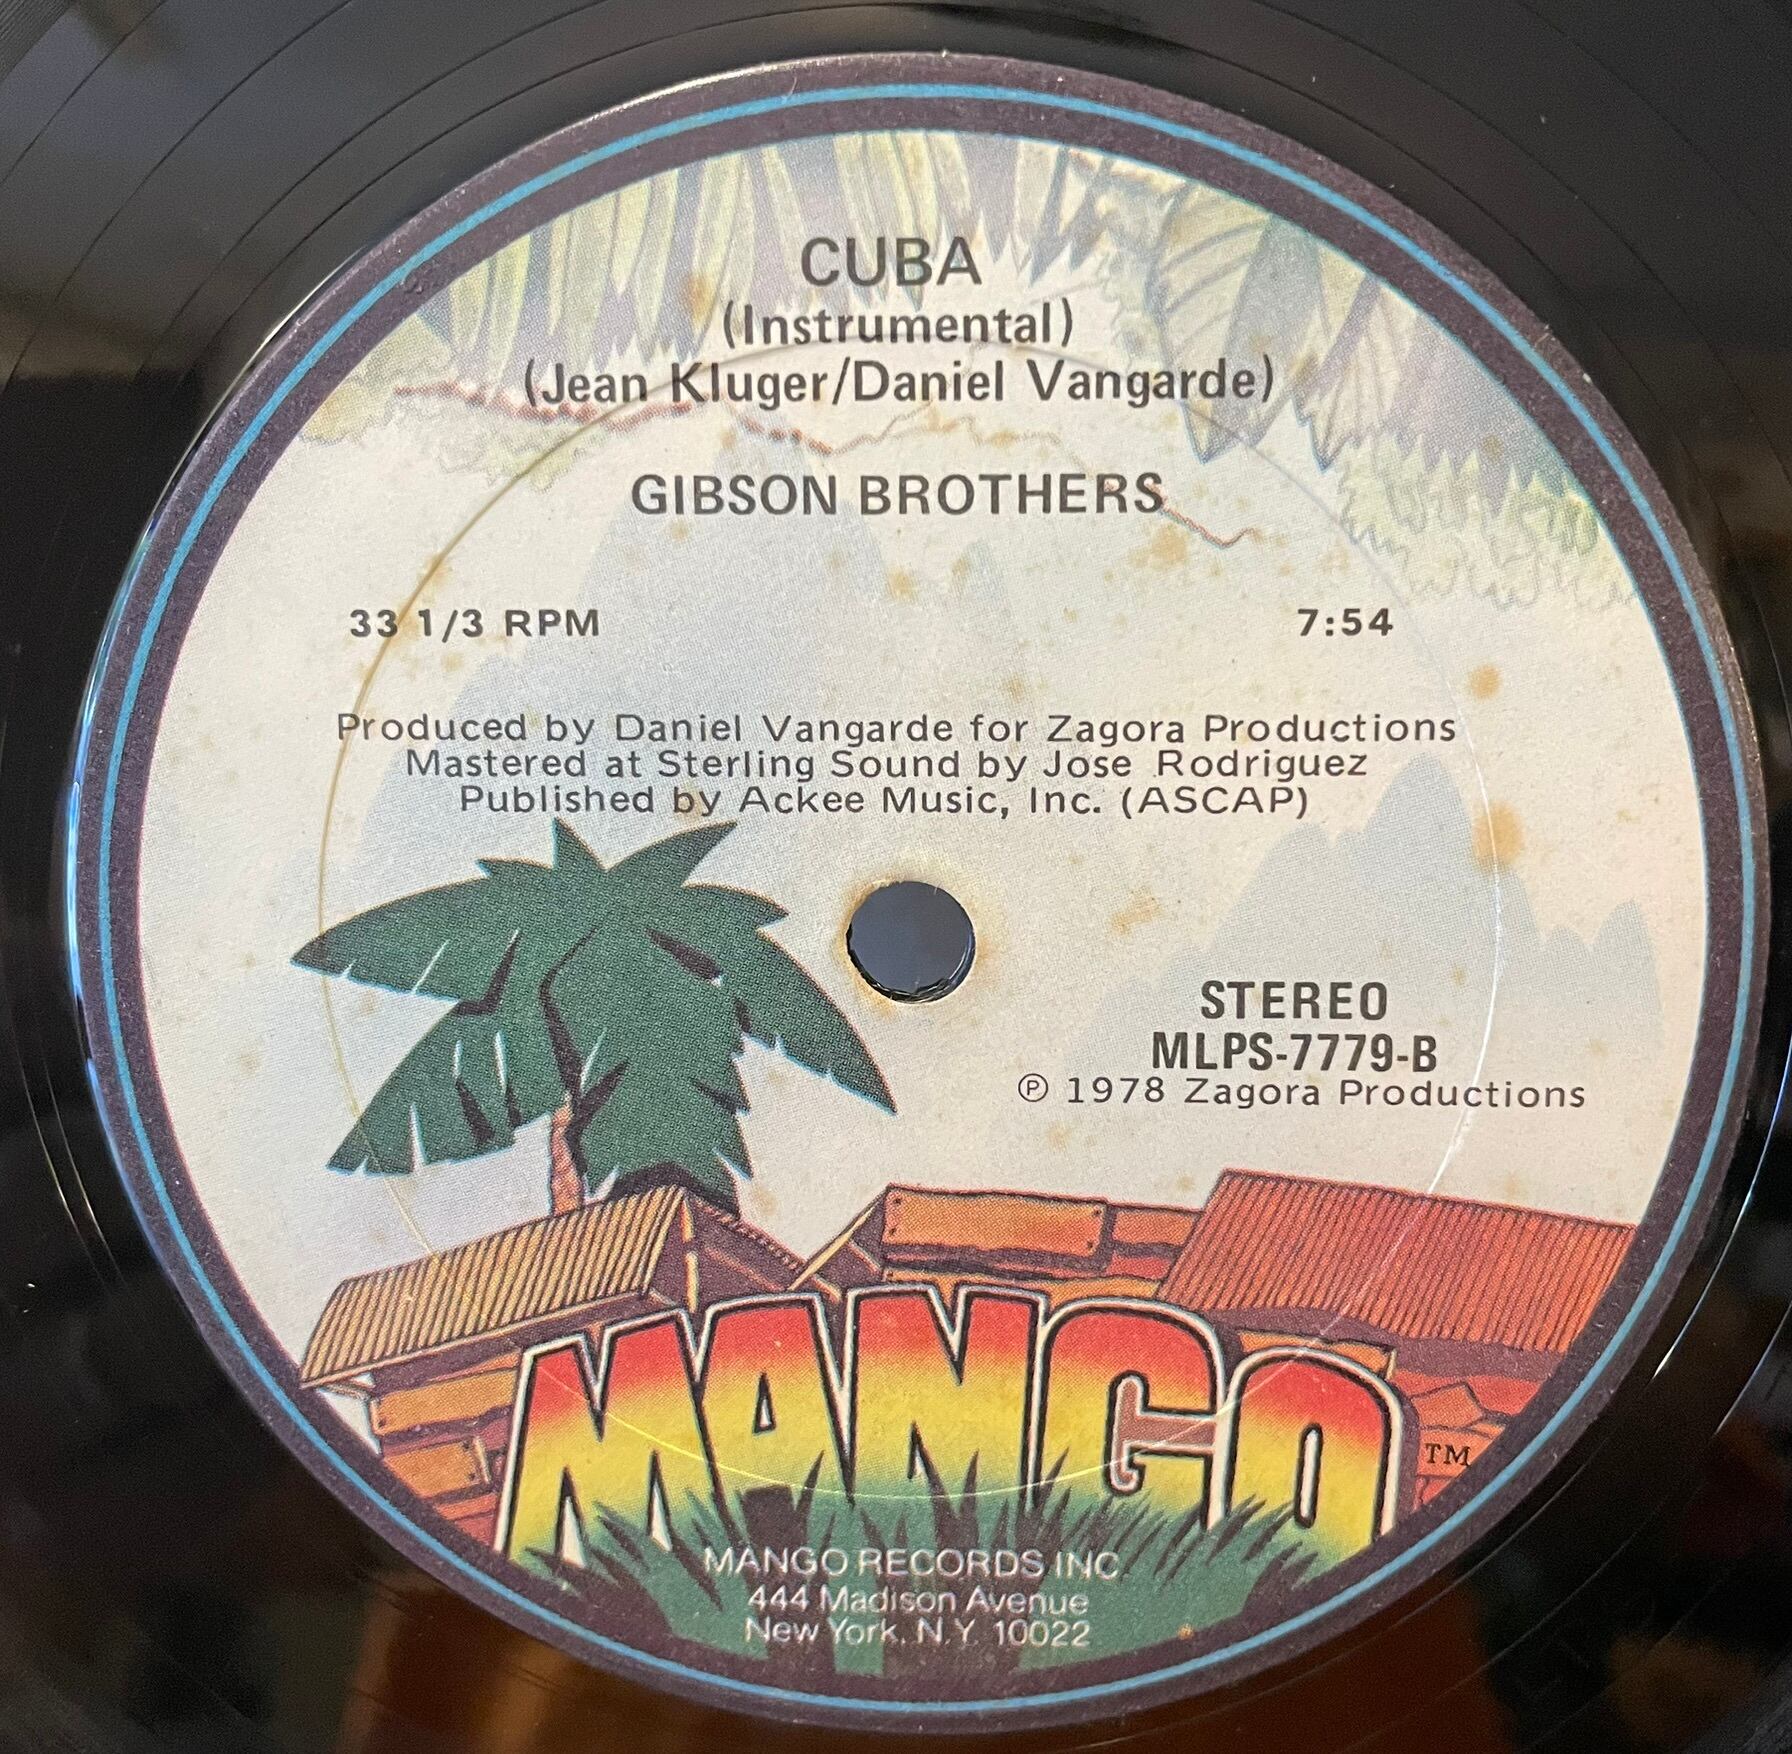 CUBA
(Instrumental)
(Jean Kluger/Daniel Vangarde)
GIBSON BROTHERS
33 1/3 RPM
7:54
Produced by Daniel Vangarde for Zagora Productions
Mastered at Sterling Sound by Jose Rodriguez
Published by Ackee Music, Inc. (ASCAP)
STEREO
MLPS-7779-B
℗ 1978 Zagora Productions
MANGO TM
MANGO RECORDS INC.
444 Madison Avenue
New York, N.Y. 10022